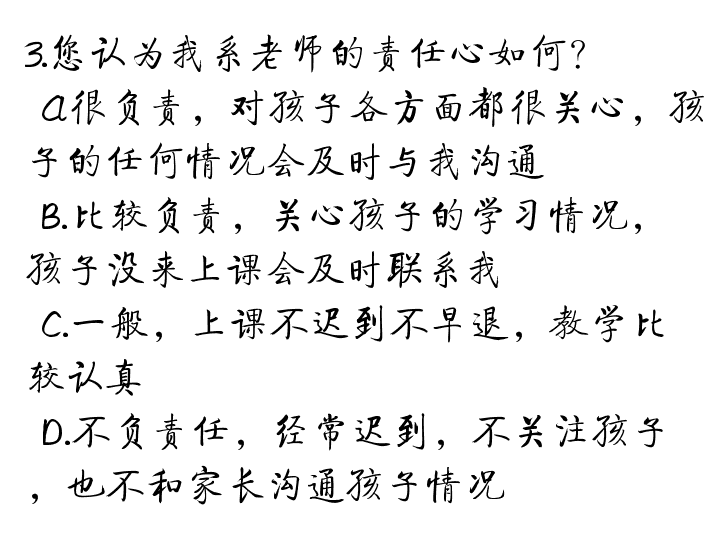 3.您认为我系老师的责任心如何?
A很负责，对孩子各方面都很关心，孩
子的任何情况会及时与我沟通
B.比较负责，关心孩子的学习情况，
孩子没来上课会及时联系我
C.一般，上课不迟到不早退，教学比
较认真
D.不负责任，经常迟到，不关注孩子
，也不和家长沟通孩子情况